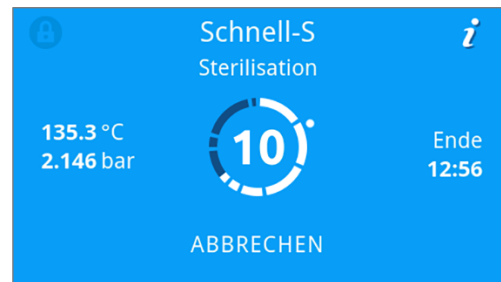 Schnell-S
i
Sterilisation
135.3 °C
2.146 bar
10
Ende
12:56
ABBRECHEN